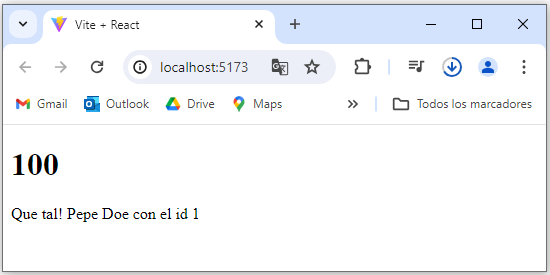 Vite + React
localhost:5173
Gmail Outlook Drive Maps Todos los marcadores
100
Que tal! Pepe Doe con el id 1